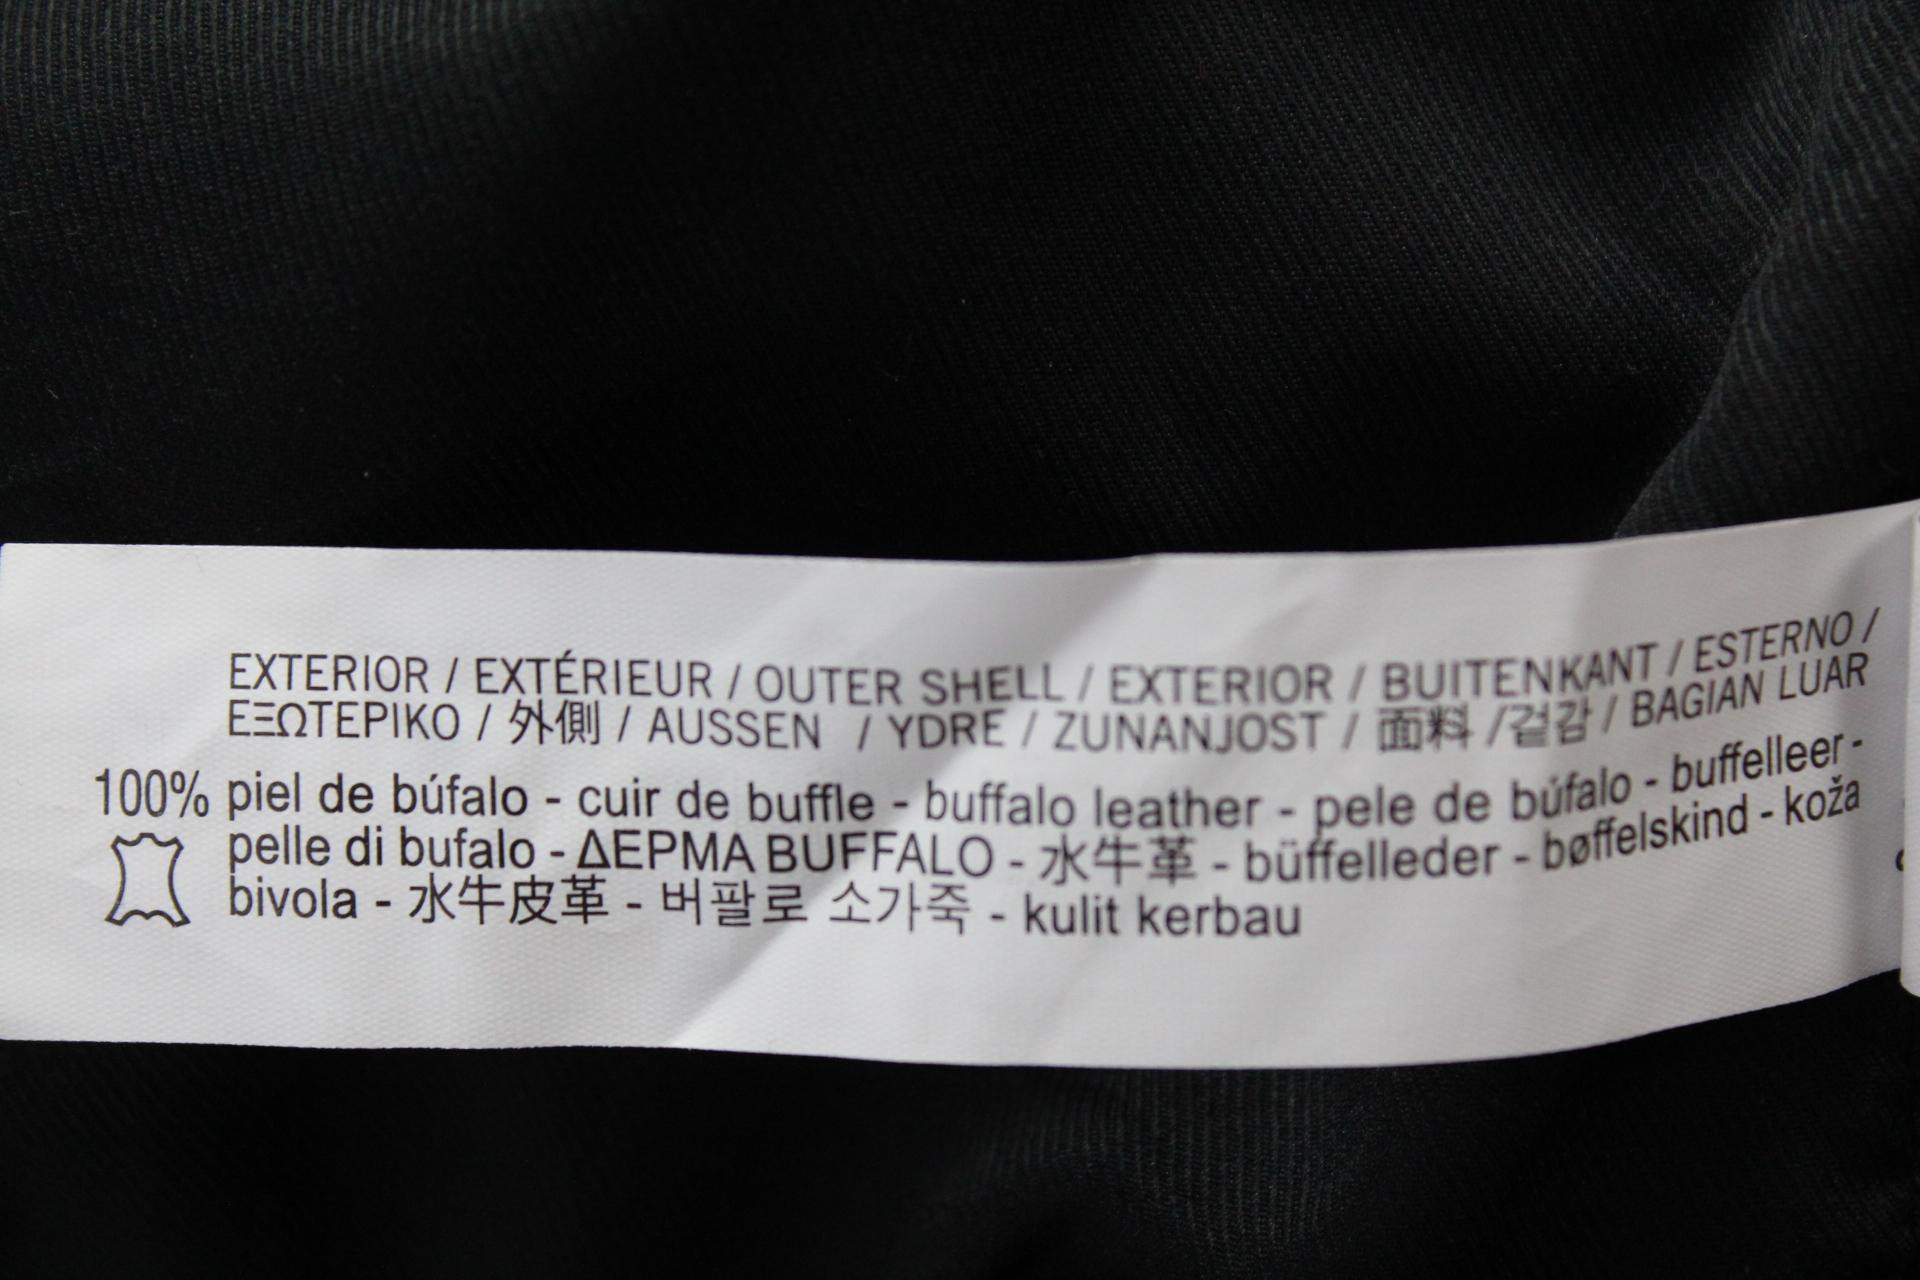 EXTERIOR / EXTÉRIEUR / OUTER SHELL / EXTERIOR / BUITENKANT / ESTERNO /
ΕΞΩΤΕΡΙΚΟ / 外側 / AUSSEN / YDRE / ZUNANJOST / 面料 /겉감 / BAGIAN LUAR
100% piel de búfalo - cuir de buffle - buffalo leather - pele de búfalo - buffelleer -
pelle di bufalo - ΔΕΡΜΑ BUFFALO - 水牛革 - büffelleder - bøffelskind - koža
bivola - 水牛皮革 - 버팔로 소가죽 - kulit kerbau